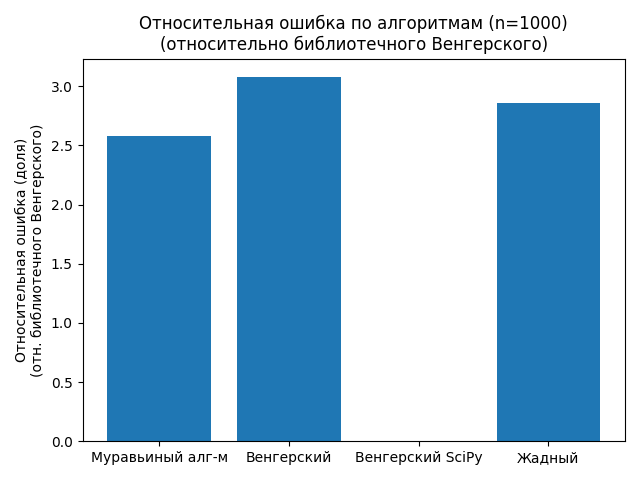 Относительная ошибка по алгоритмам (n=1000)
(относительно библиотечного Венгерского)
Относительная ошибка (доля)
(отн. библиотечного Венгерского)
3.0
2.5
2.0
1.5
1.0
0.5
0.0
Муравьиный алг-м
Венгерский
Венгерский SciPy
Жадный